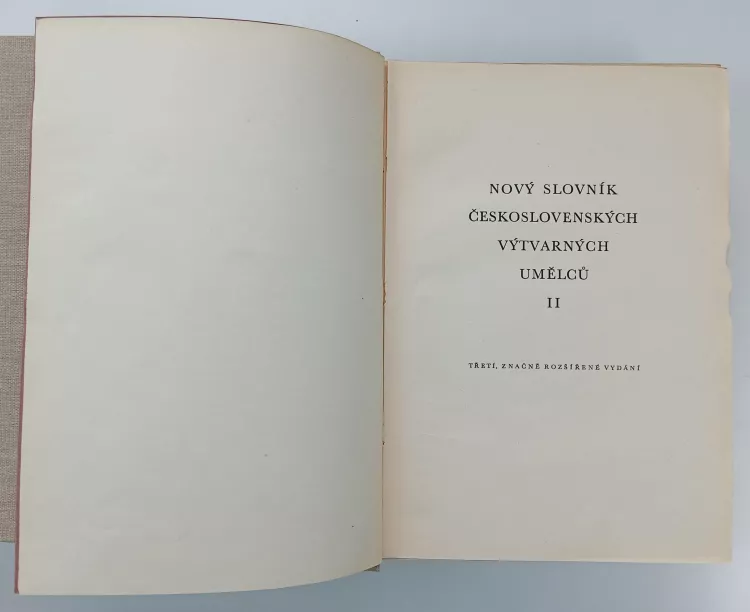 NOVÝ SLOVNÍK
ČESKOSLOVENSKÝCH
VÝTVARNÝCH
UMĚLCŮ
II
TŘETÍ, ZNAČNĚ ROZŠÍŘENÉ VYDÁNÍ